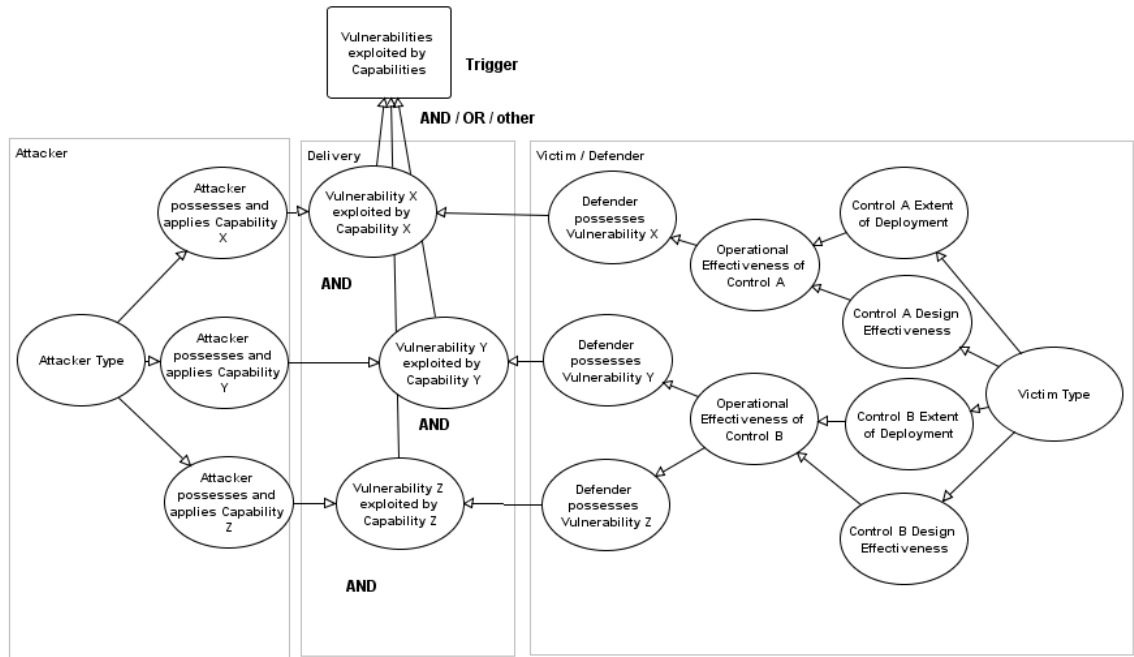 Vulnerabilities
exploited by
Capabilities
Trigger
AND / OR / other
Attacker
Attacker
possesses and
applies Capability
X
Attacker Type
Attacker
possesses and
applies Capability
Y
Attacker
possesses and
applies Capability
Z
Delivery
Vulnerability X
exploited by
Capability X
AND
Vulnerability Y
exploited by
Capability Y
AND
Vulnerability Z
exploited by
Capability Z
AND
Victim / Defender
Defender
possesses
Vulnerability X
Operational
Effectiveness of
Control A
Control A Extent
of Deployment
Control A Design
Effectiveness
Defender
possesses
Vulnerability Y
Operational
Effectiveness of
Control B
Control B Extent
of Deployment
Victim Type
Defender
possesses
Vulnerability Z
Control B Design
Effectiveness